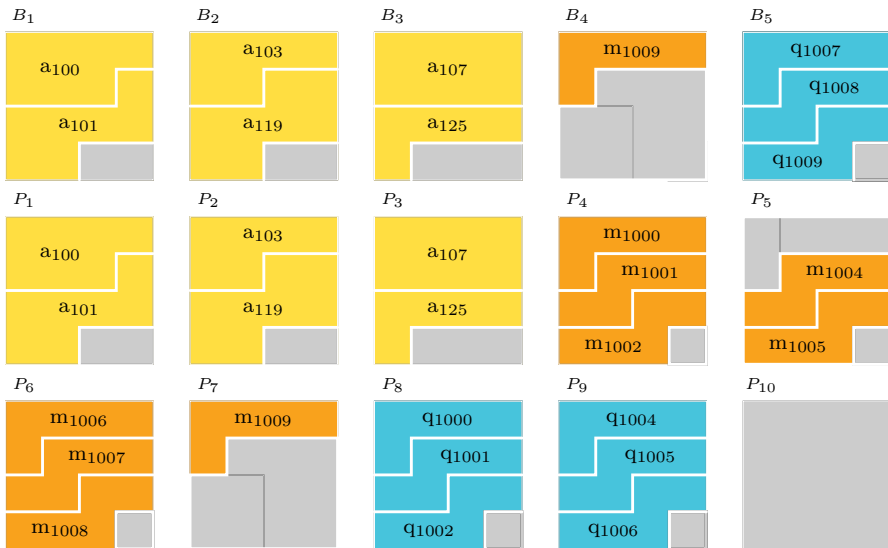 B₁ B₂ B₃ B₄ B₅
a₁₀₀ a₁₀₃ a₁₀₇ m₁₀₀₉ q₁₀₀₇
q₁₀₀₈
a₁₀₁ a₁₁₉ a₁₂₅
q₁₀₀₉
P₁ P₂ P₃ P₄ P₅
a₁₀₀ a₁₀₃ a₁₀₇ m₁₀₀₀
m₁₀₀₁ m₁₀₀₄
a₁₀₁ a₁₁₉ a₁₂₅
m₁₀₀₂ m₁₀₀₅
P₆ P₇ P₈ P₉ P₁₀
m₁₀₀₆ m₁₀₀₉ q₁₀₀₀ q₁₀₀₄
m₁₀₀₇ q₁₀₀₁ q₁₀₀₅
m₁₀₀₈ q₁₀₀₂ q₁₀₀₆